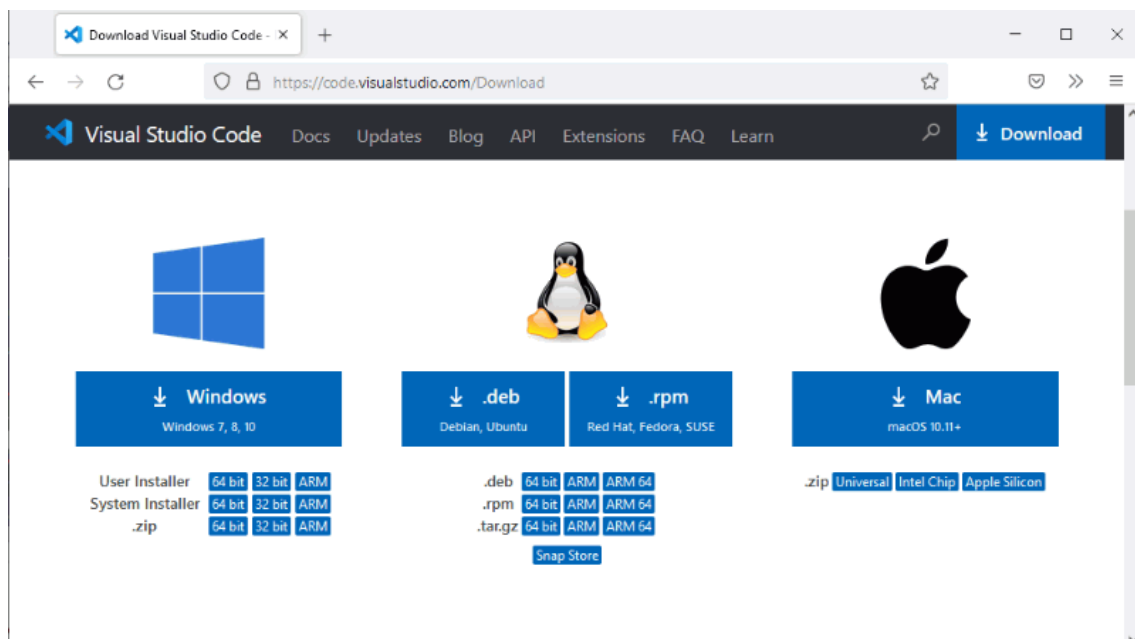 Download Visual Studio Code -
https://code.visualstudio.com/Download
Visual Studio Code Docs Updates Blog API Extensions FAQ Learn Download
Windows
Windows 7, 8, 10
.deb
Debian, Ubuntu
.rpm
Red Hat, Fedora, SUSE
Mac
macOS 10.11+
User Installer 64 bit 32 bit ARM
System Installer 64 bit 32 bit ARM
.zip 64 bit 32 bit ARM
.deb 64 bit ARM ARM 64
.rpm 64 bit ARM ARM 64
.tar.gz 64 bit ARM ARM 64
Snap Store
.zip Universal Intel Chip Apple Silicon